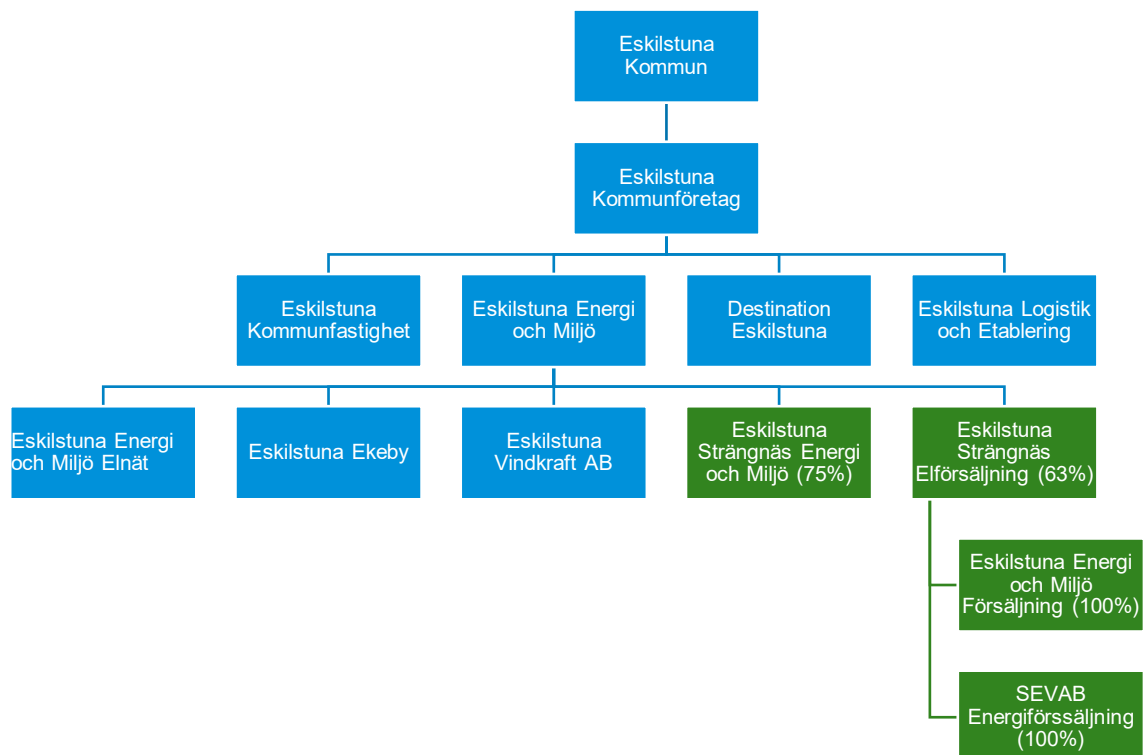 Eskilstuna
Kommun
Eskilstuna
Kommunföretag
Eskilstuna
Kommunfastighet
Eskilstuna Energi
och Miljö
Destination
Eskilstuna
Eskilstuna Logistik
och Etablering
Eskilstuna Energi
och Miljö Elnät
Eskilstuna Ekeby
Eskilstuna
Vindkraft AB
Eskilstuna
Strängnäs Energi
och Miljö (75%)
Eskilstuna
Strängnäs
Elförsäljning (63%)
Eskilstuna Energi
och Miljö
Försäljning (100%)
SEVAB
Energiförssäljning
(100%)